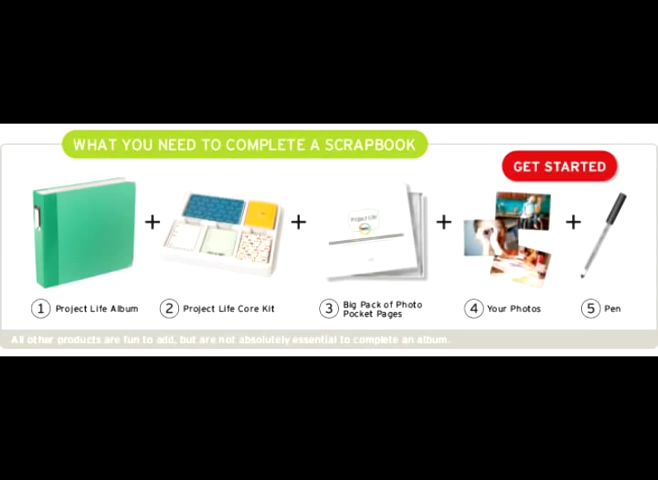 WHAT YOU NEED TO COMPLETE A SCRAPBOOK
GET STARTED
Project Life
1 Project Life Album
2 Project Life Core Kit
3 Big Pack of Photo
Pocket Pages
4 Your Photos
5 Pen
All other products are fun to add, but are not absolutely essential to complete an album.